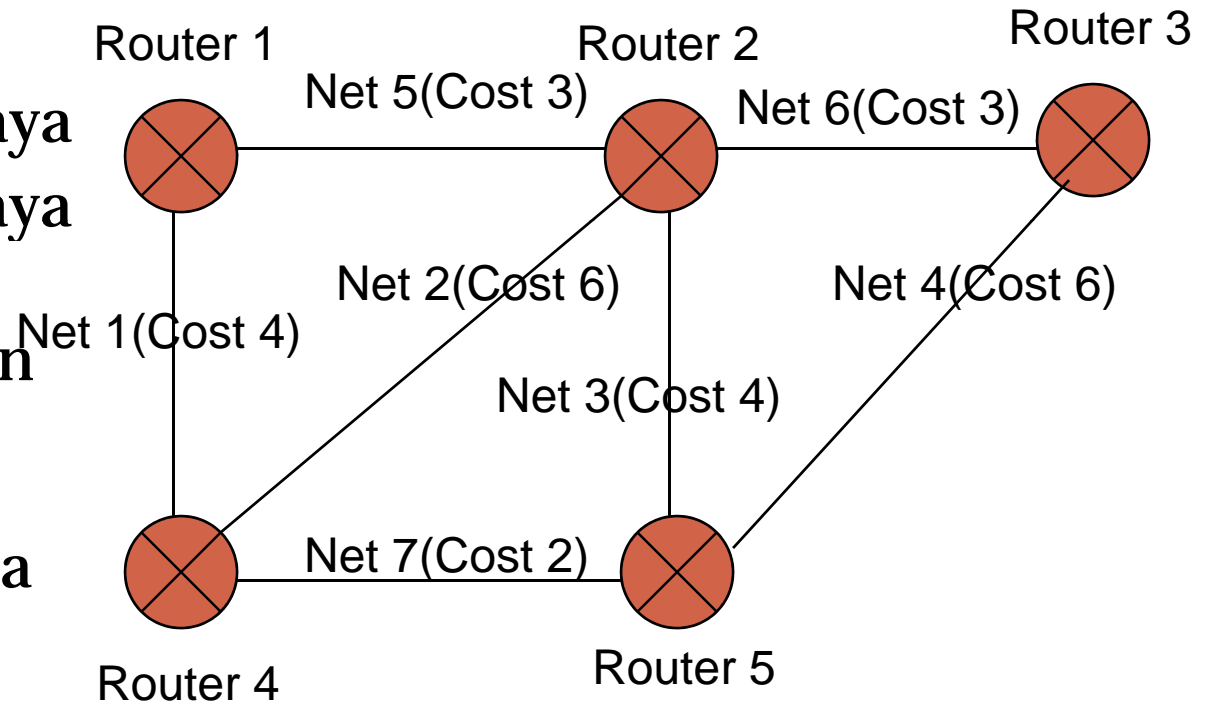 Router 1
Router 2
Router 3
Net 5(Cost 3)
Net 6(Cost 3)
aya
aya
Net 2(Cost 6)
Net 4(Cost 6)
Net 1(Cost 4)
n
Net 3(Cost 4)
Net 7(Cost 2)
a
Router 4
Router 5